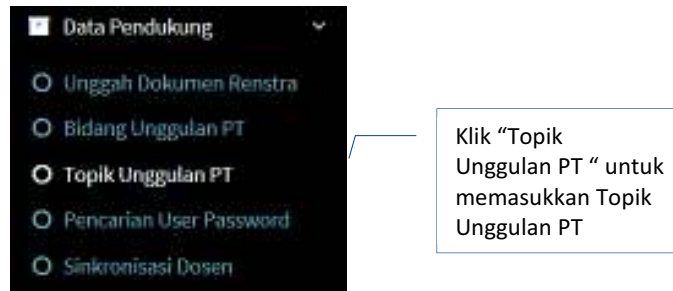 Data Pendukung
Unggah Dokumen Renstra
Bidang Unggulan PT
Topik Unggulan PT
Pencarian User Password
Sinkronisasi Dosen
Klik “Topik
Unggulan PT “ untuk
memasukkan Topik
Unggulan PT